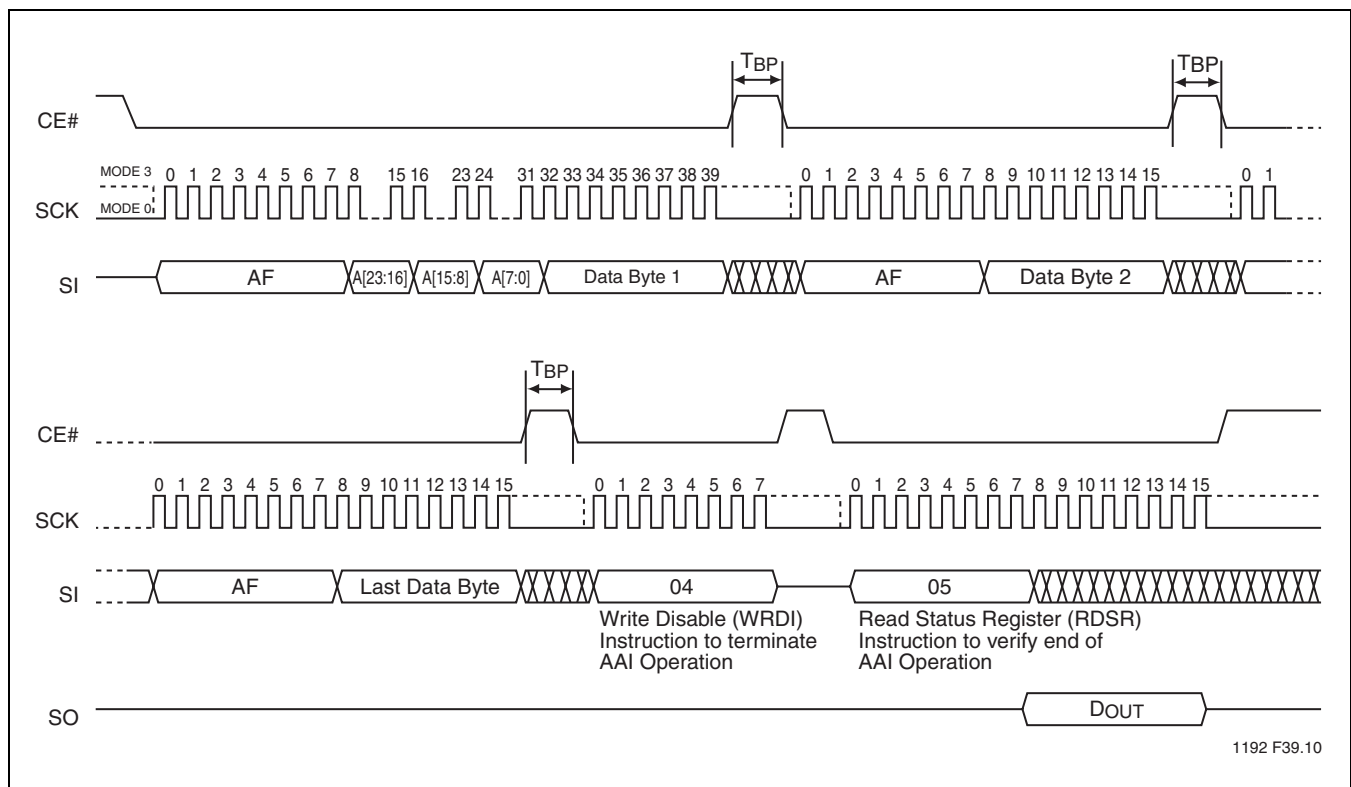 TBP TBP
CE#
MODE 3 0 1 2 3 4 5 6 7 8 15 16 23 24 31 32 33 34 35 36 37 38 39 0 1 2 3 4 5 6 7 8 9 10 11 12 13 14 15 0 1
MODE 0
SCK
SI AF A[23:16] A[15:8] A[7:0] Data Byte 1 AF Data Byte 2
TBP
CE#
0 1 2 3 4 5 6 7 8 9 10 11 12 13 14 15 0 1 2 3 4 5 6 7 0 1 2 3 4 5 6 7 8 9 10 11 12 13 14 15
SCK
SI AF Last Data Byte 04 05
Write Disable (WRDI)
Instruction to terminate
AAI Operation
Read Status Register (RDSR)
Instruction to verify end of
AAI Operation
SO DOUT
1192 F39.10